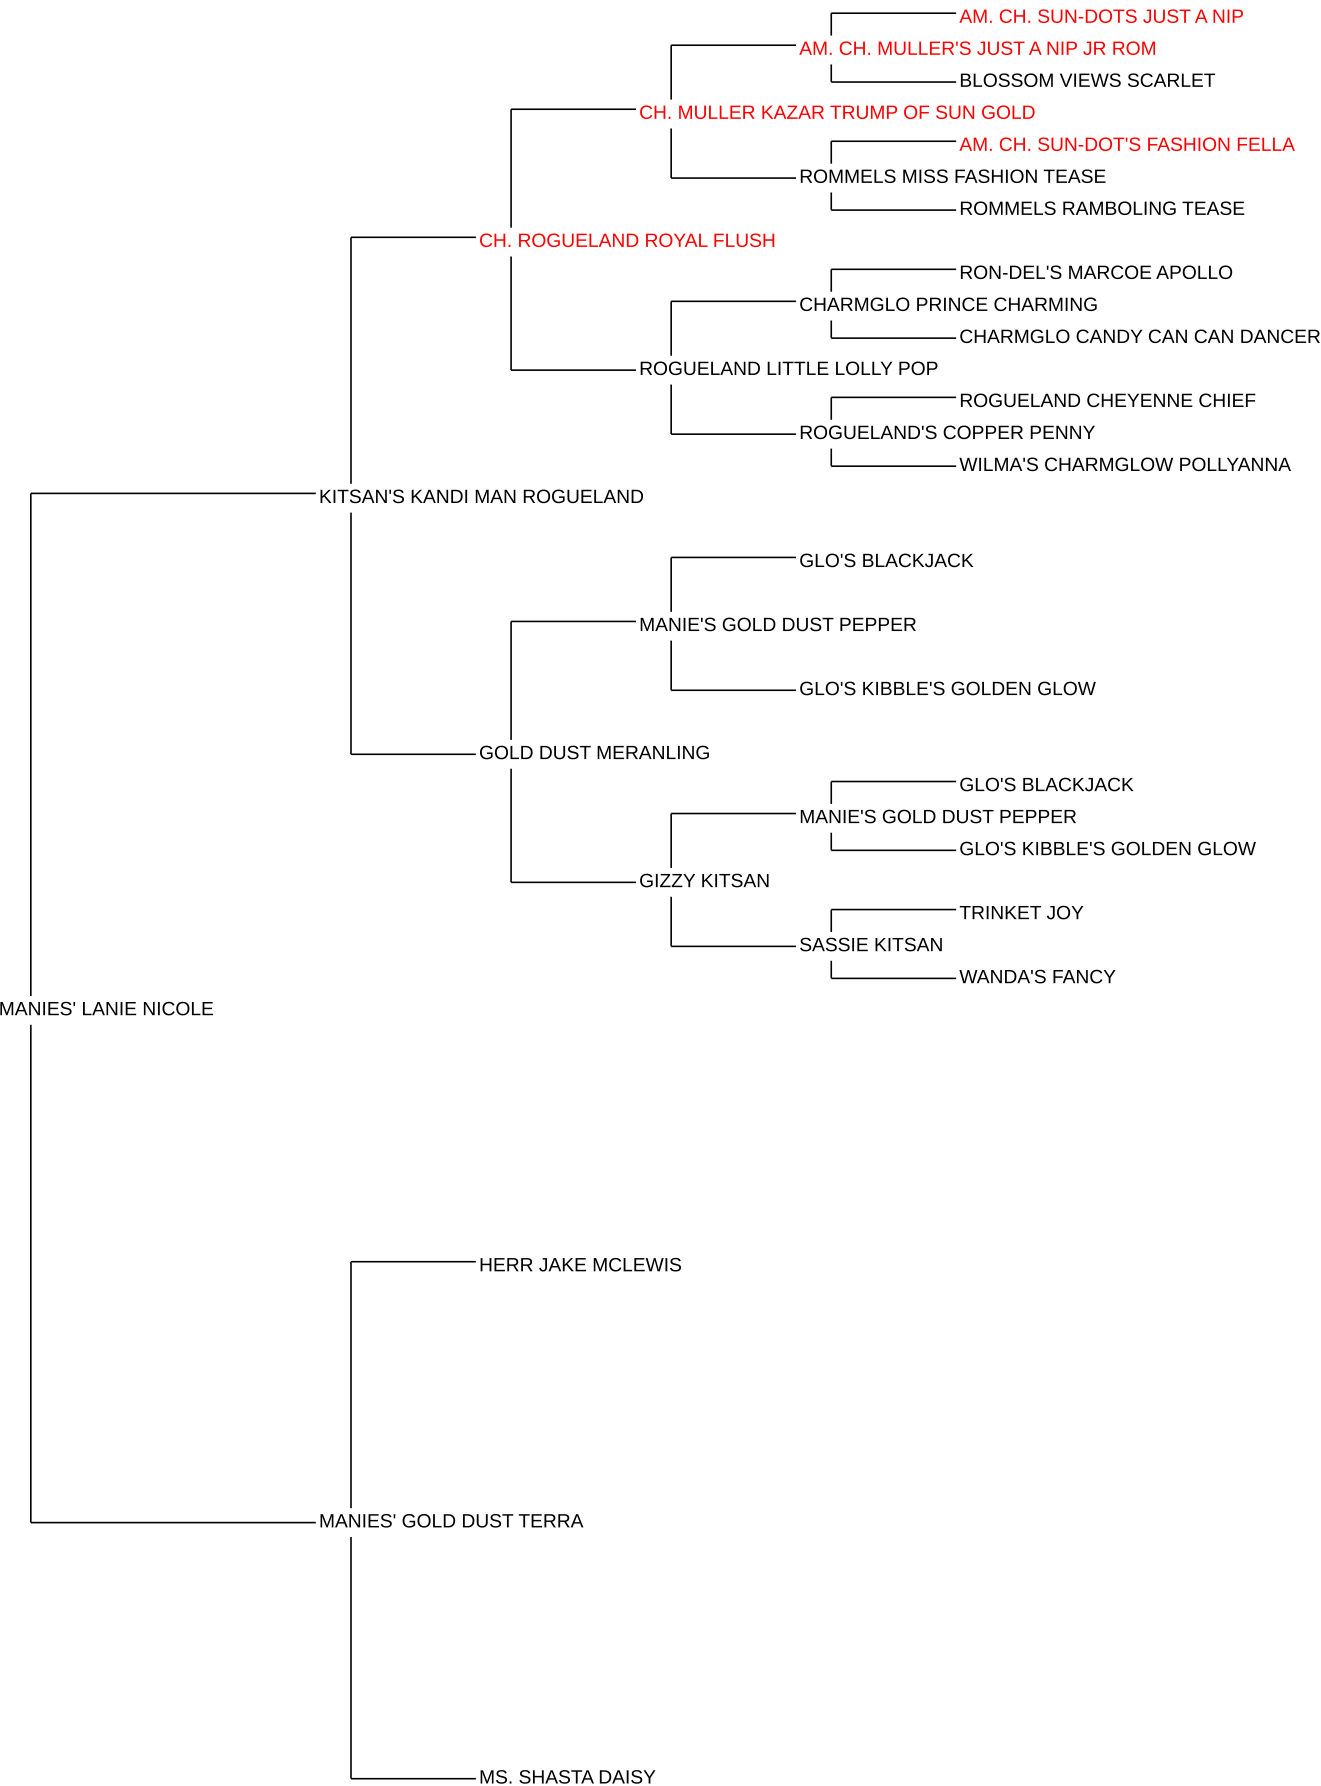 AM. CH. SUN-DOTS JUST A NIP
AM. CH. MULLER'S JUST A NIP JR ROM
BLOSSOM VIEWS SCARLET
CH. MULLER KAZAR TRUMP OF SUN GOLD
AM. CH. SUN-DOT'S FASHION FELLA
ROMMELS MISS FASHION TEASE
ROMMELS RAMBOLING TEASE
CH. ROGUELAND ROYAL FLUSH
RON-DEL'S MARCOE APOLLO
CHARMGLO PRINCE CHARMING
CHARMGLO CANDY CAN CAN DANCER
ROGUELAND LITTLE LOLLY POP
ROGUELAND CHEYENNE CHIEF
ROGUELAND'S COPPER PENNY
WILMA'S CHARMGLOW POLLYANNA
KITSAN'S KANDI MAN ROGUELAND
GLO'S BLACKJACK
MANIE'S GOLD DUST PEPPER
GLO'S KIBBLE'S GOLDEN GLOW
GOLD DUST MERANLING
GLO'S BLACKJACK
MANIE'S GOLD DUST PEPPER
GLO'S KIBBLE'S GOLDEN GLOW
GIZZY KITSAN
TRINKET JOY
SASSIE KITSAN
WANDA'S FANCY
MANIES' LANIE NICOLE
HERR JAKE MCLEWIS
MANIES' GOLD DUST TERRA
MS. SHASTA DAISY